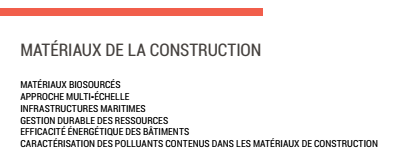 MATÉRIAUX DE LA CONSTRUCTION
MATÉRIAUX BIOSOURCÉS
APPROCHE MULTI-ÉCHELLE
INFRASTRUCTURES MARITIMES
GESTION DURABLE DES RESSOURCES
EFFICACITÉ ÉNERGÉTIQUE DES BÂTIMENTS
CARACTÉRISATION DES POLLUANTS CONTENUS DANS LES MATÉRIAUX DE CONSTRUCTION